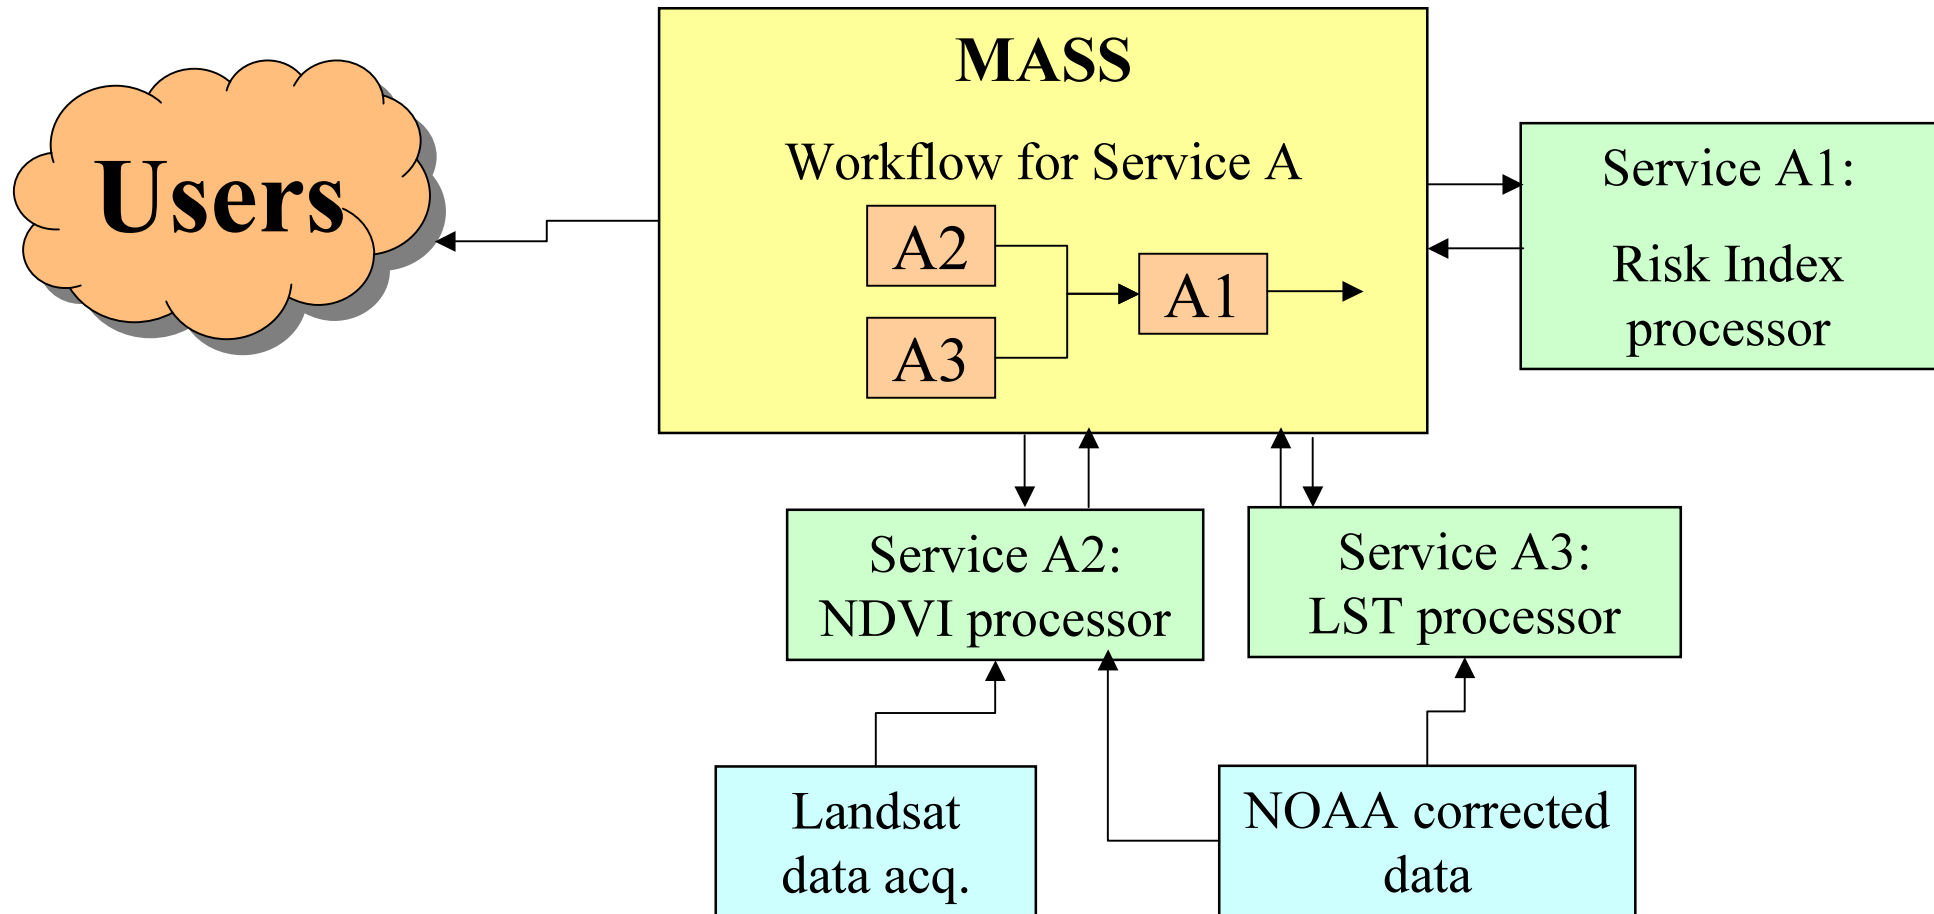 MASS
Workflow for Service A
Users
A2
A3
A1
Service A1:
Risk Index
processor
Service A2:
NDVI processor
Service A3:
LST processor
Landsat
data acq.
NOAA corrected
data